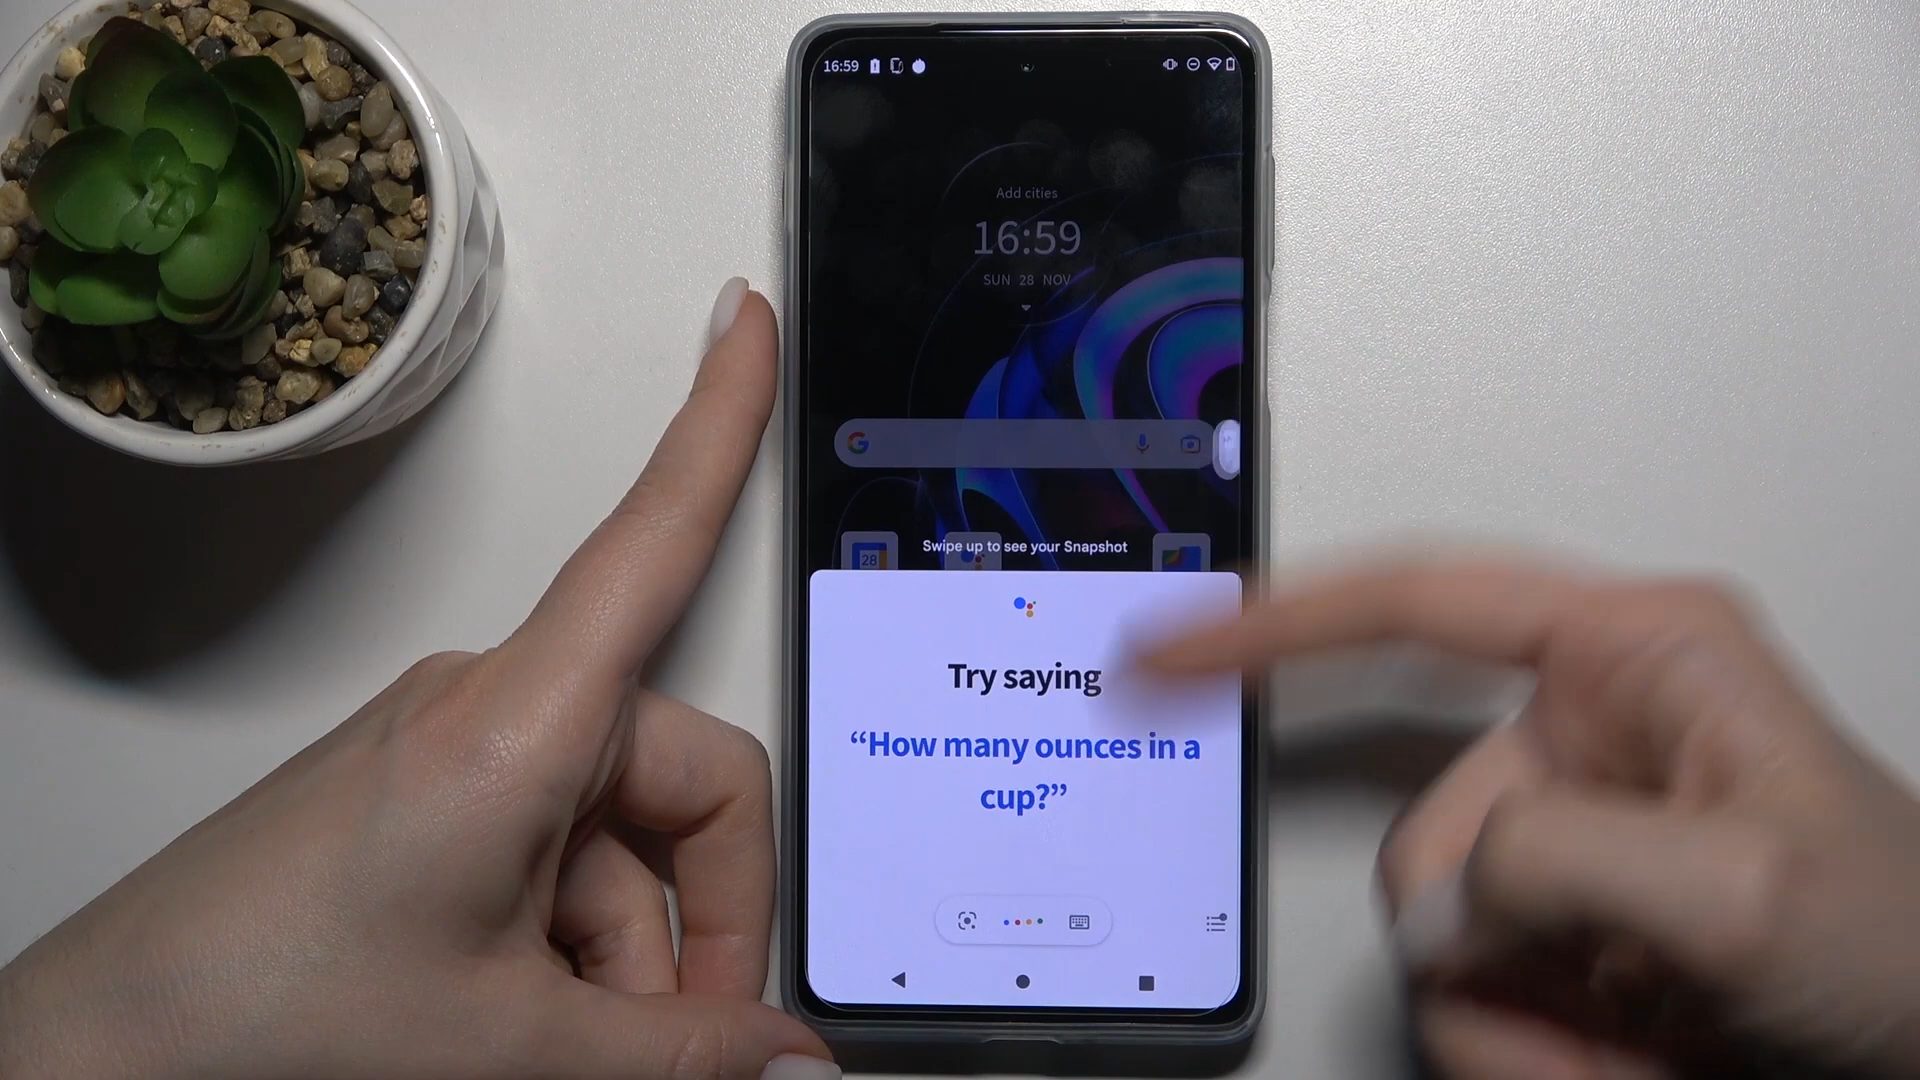 16:59
Add cities
16:59
SUN 28 NOV
G
28
Swipe up to see your Snapshot
Try saying
“How many ounces in a
cup?”